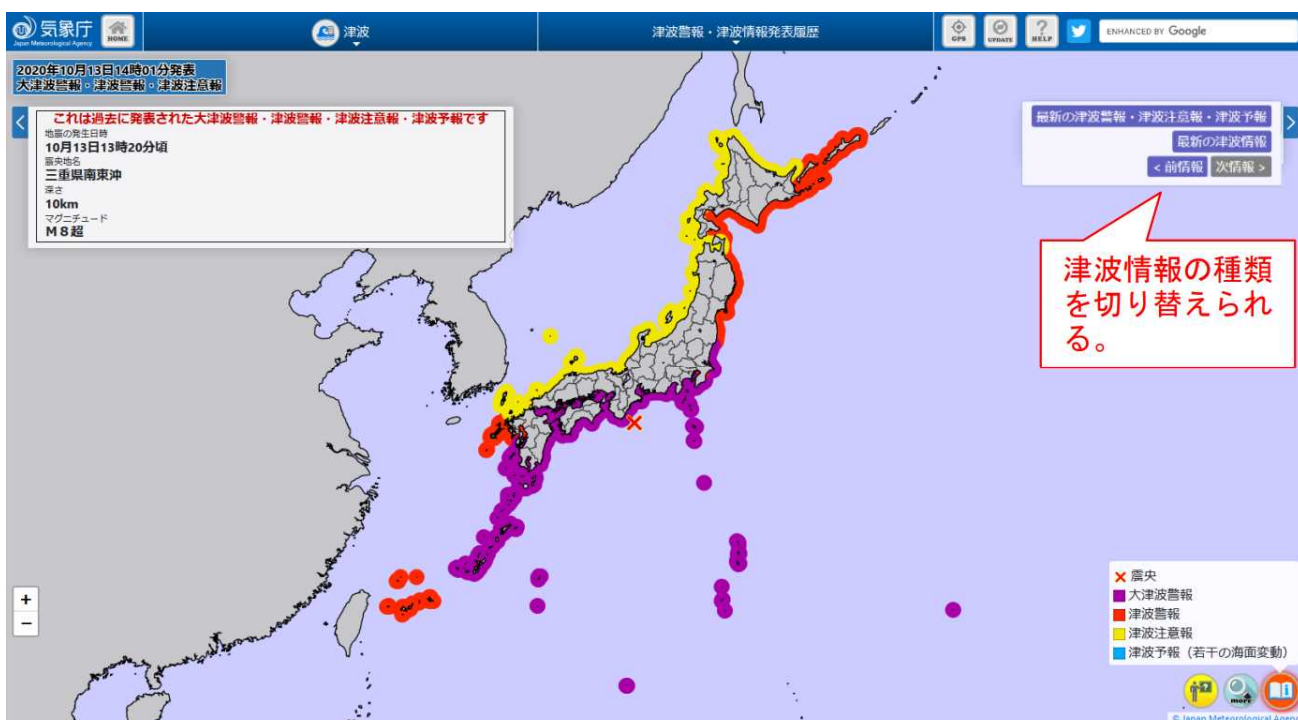 気象庁
Japan Meteorological Agency
HOME
津波
津波警報・津波情報発表履歴
GPS
UPDATE
HELP
ENHANCED BY Google
2020年10月13日14時01分発表
大津波警報・津波警報・津波注意報
これは過去に発表された大津波警報・津波警報・津波注意報・津波予報です
地震の発生日時
10月13日13時20分頃
震央地名
三重県南東沖
深さ
10km
マグニチュード
M８超
最新の津波警報・津波注意報・津波予報
最新の津波情報
< 前情報 次情報 >
津波情報の種類
を切り替えられ
る。
+
−
震央
大津波警報
津波警報
津波注意報
津波予報（若干の海面変動）
more
© Japan Meteorological Agency